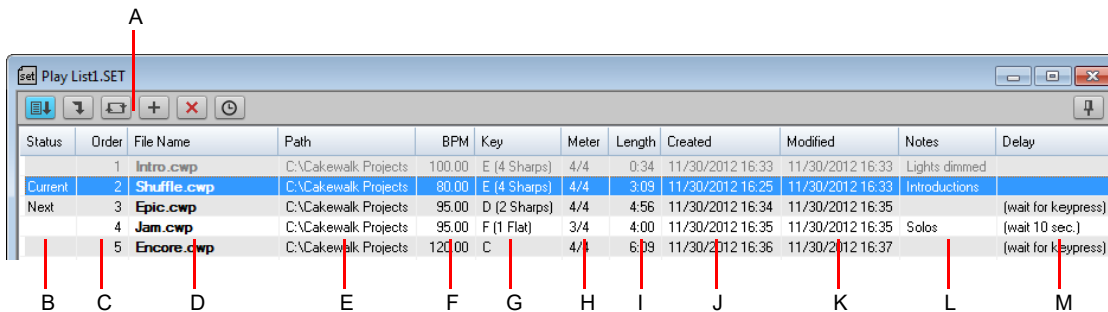 A
set Play List1.SET
Status Order File Name Path BPM Key Meter Length Created Modified Notes Delay
1 Intro.cwp C:\Cakewalk Projects 100.00 E (4 Sharps) 4/4 0:34 11/30/2012 16:33 11/30/2012 16:33 Lights dimmed
Current 2 Shuffle.cwp C:\Cakewalk Projects 80.00 E (4 Sharps) 4/4 3:09 11/30/2012 16:25 11/30/2012 16:33 Introductions
Next 3 Epic.cwp C:\Cakewalk Projects 95.00 D (2 Sharps) 4/4 4:56 11/30/2012 16:34 11/30/2012 16:35 (wait for keypress)
4 Jam.cwp C:\Cakewalk Projects 95.00 F (1 Flat) 3/4 4:00 11/30/2012 16:35 11/30/2012 16:35 Solos (wait 10 sec.)
5 Encore.cwp C:\Cakewalk Projects 120.00 C 4/4 6:09 11/30/2012 16:36 11/30/2012 16:37 (wait for keypress)
B C D E F G H I J K L M